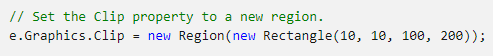 // Set the Clip property to a new region.
e.Graphics.Clip = new Region(new Rectangle(10, 10, 100, 200));